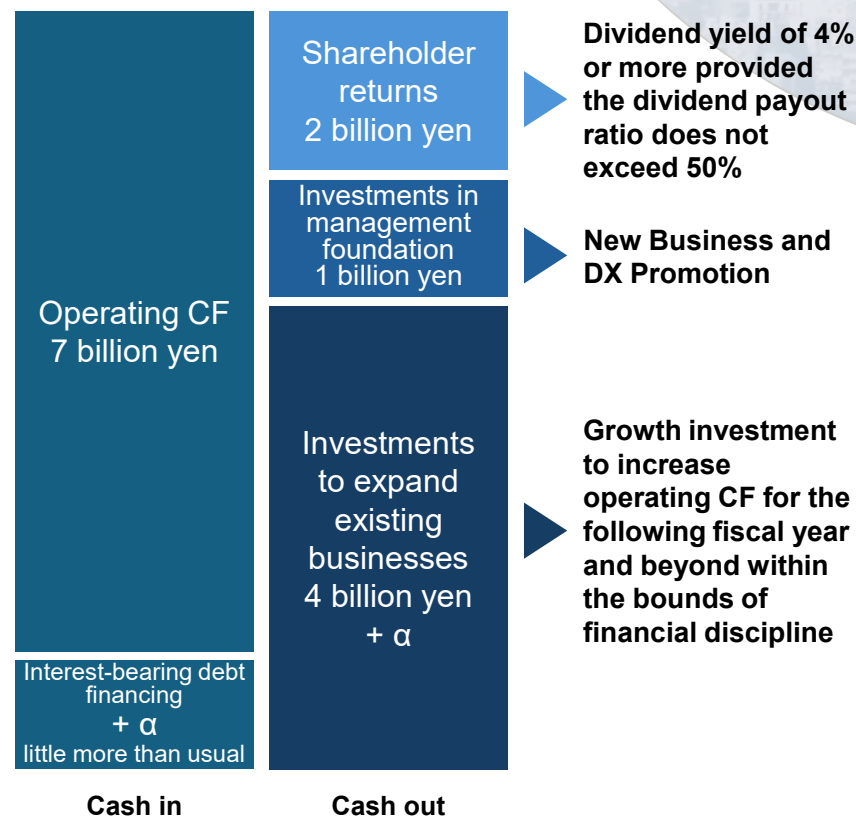 Operating CF
7 billion yen
Interest-bearing debt
financing
+ α
little more than usual
Cash in
Shareholder
returns
2 billion yen
Investments in
management
foundation
1 billion yen
Investments
to expand
existing
businesses
4 billion yen
+ α
Cash out
Dividend yield of 4%
or more provided
the dividend payout
ratio does not
exceed 50%
New Business and
DX Promotion
Growth investment
to increase
operating CF for the
following fiscal year
and beyond within
the bounds of
financial discipline